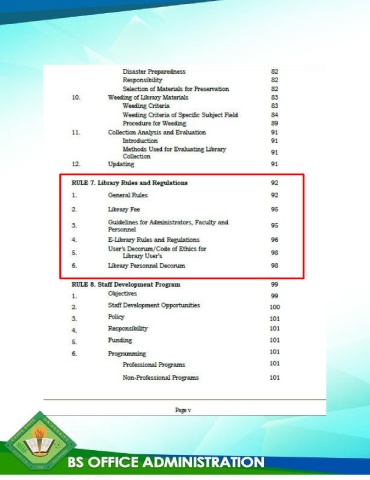 Disaster Preparedness 82
Responsibility 82
Selection of Materials for Preservation 82
10. Weeding of Library Materials 83
Weeding Criteria 83
Weeding Criteria of Specific Subject Field 84
Procedure for Weeding 89
11. Collection Analysis and Evaluation 91
Introduction 91
Methods Used for Evaluating Library
Collection 91
12. Updating 91
RULE 7. Library Rules and Regulations 92
1. General Rules 92
2. Library Fee 95
3. Guidelines for Administrators, Faculty and
Personnel 95
4. E-Library Rules and Regulations 96
5. User's Decorum/Code of Ethics for
Library User's 98
6. Library Personnel Decorum 98
RULE 8. Staff Development Program 99
1. Objectives 99
2. Staff Development Opportunities 100
3. Policy 101
4. Responsibility 101
5. Funding 101
6. Programming 101
Professional Programs 101
Non-Professional Programs 101
Page v
BS OFFICE ADMINISTRATION